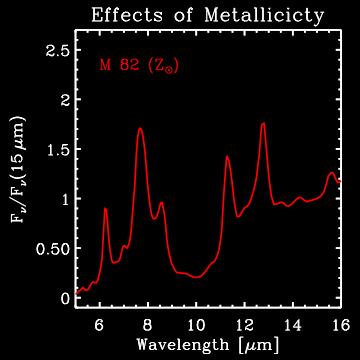 Effects of Metallicicty
M 82 (Z⊙)
2.5
2
1.5
1
0.50
0
Fν/Fν(15 μm)
6 8 10 12 14 16
Wavelength [μm]